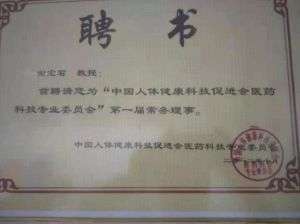 聘书
教授：
兹聘请您为“中国人体健康科技促进会医药
科技专业委员会”第一届常务理事。
中国人体健康科技促进会医药科技专业委员会